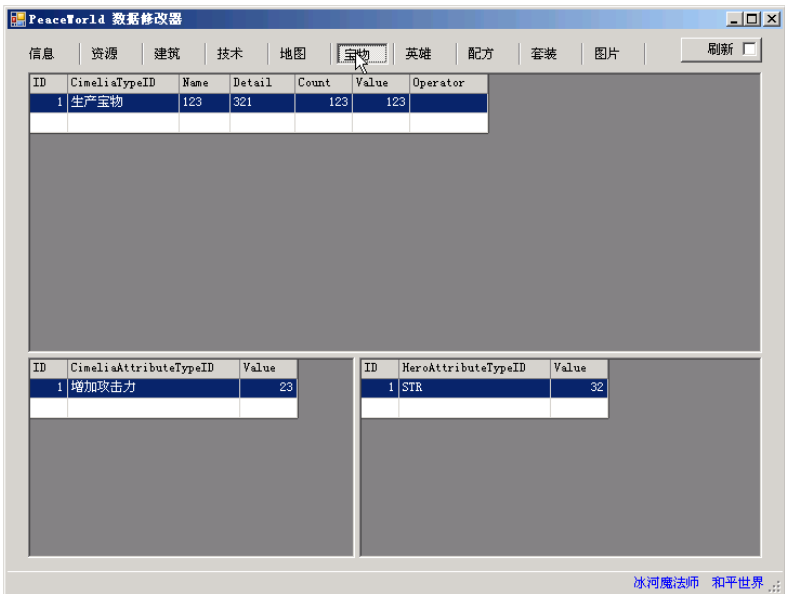 PeaceWorld 数据修改器
信息 资源 建筑 技术 地图 宝物 英雄 配方 套装 图片 刷新
ID CimeliaTypeID Name Detail Count Value Operator
1 生产宝物 123 321 123 123
ID CimeliaAttributeTypeID Value
1 增加攻击力 23
ID HeroAttributeTypeID Value
1 STR 32
冰河魔法师 和平世界